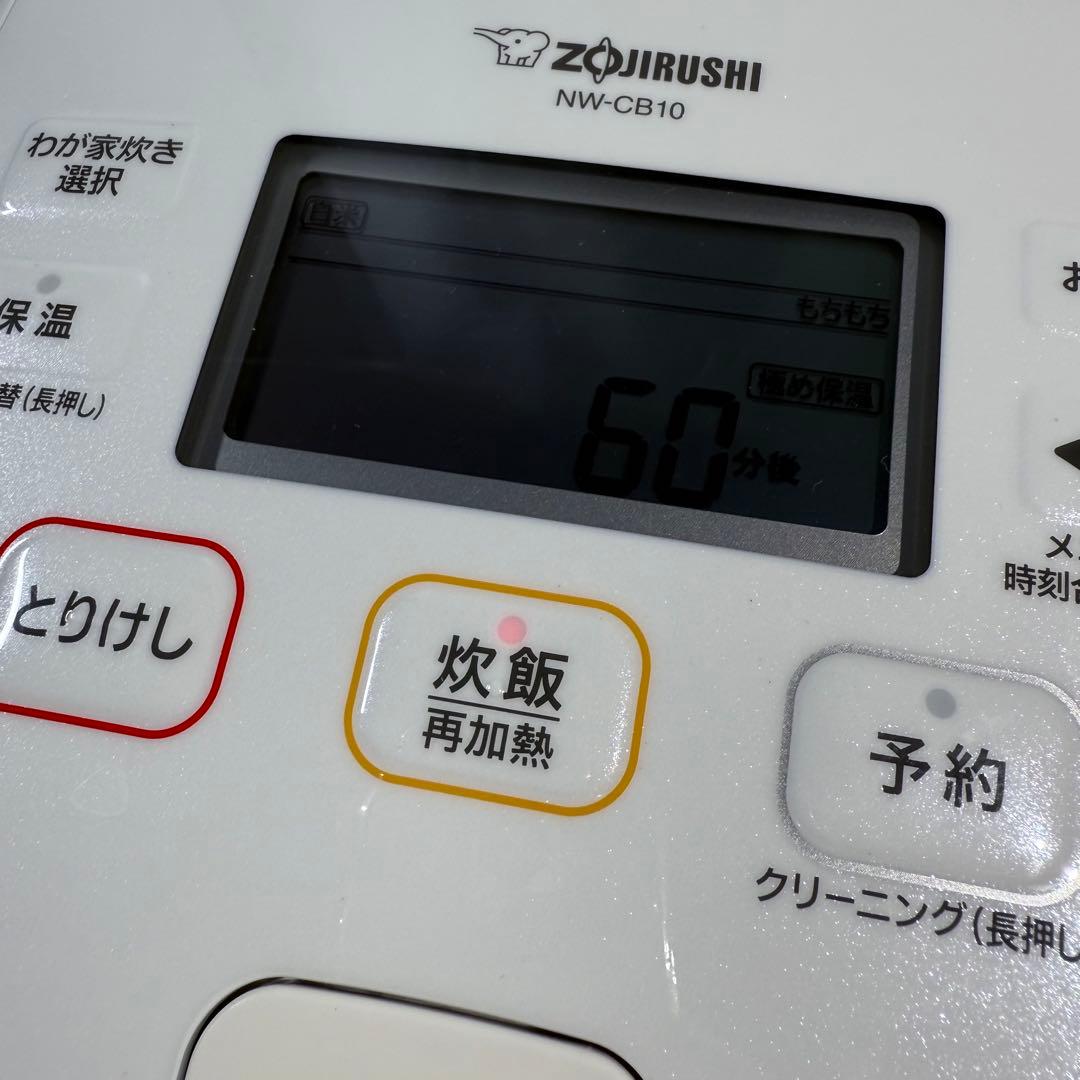 ZOJIRUSHI
NW-CB10
わが家炊き
選択
白米
もちもち
極め保温
60分後
保温
替(長押し)
とりけし
炊飯
再加熱
予約
クリーニング(長押し
お
メ
時刻